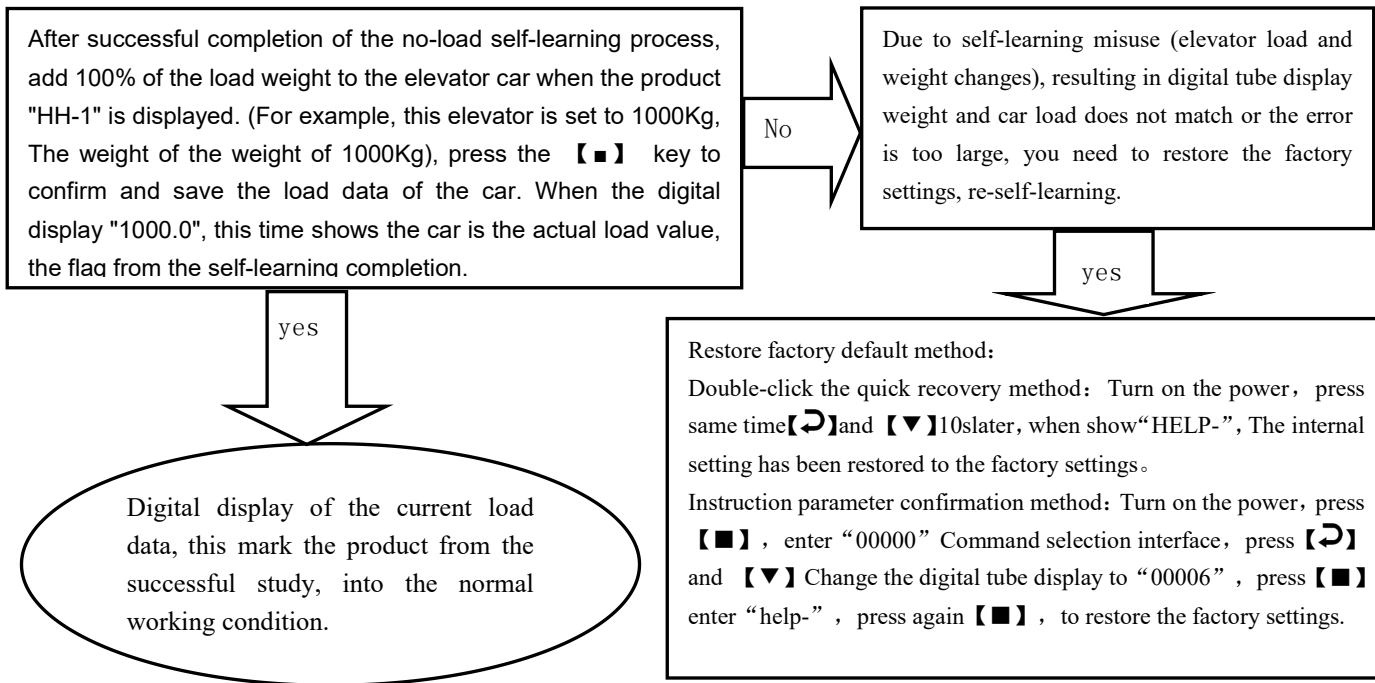 After successful completion of the no-load self-learning process,
add 100% of the load weight to the elevator car when the product
"HH-1" is displayed. (For example, this elevator is set to 1000Kg,
The weight of the weight of 1000Kg), press the 【■】 key to
confirm and save the load data of the car. When the digital
display "1000.0", this time shows the car is the actual load value,
the flag from the self-learning completion.
No
Due to self-learning misuse (elevator load and
weight changes), resulting in digital tube display
weight and car load does not match or the error
is too large, you need to restore the factory
settings, re-self-learning.
yes
yes
Restore factory default method：
Double-click the quick recovery method：Turn on the power，press
same time【⮌】and 【▼】10slater，when show“HELP-”，The internal
setting has been restored to the factory settings。
Instruction parameter confirmation method：Turn on the power，press
【■】，enter “00000” Command selection interface，press【⮌】
and 【▼】Change the digital tube display to “00006”，press【■】
enter “help-”，press again【■】，to restore the factory settings.
Digital display of the current load
data, this mark the product from the
successful study, into the normal
working condition.